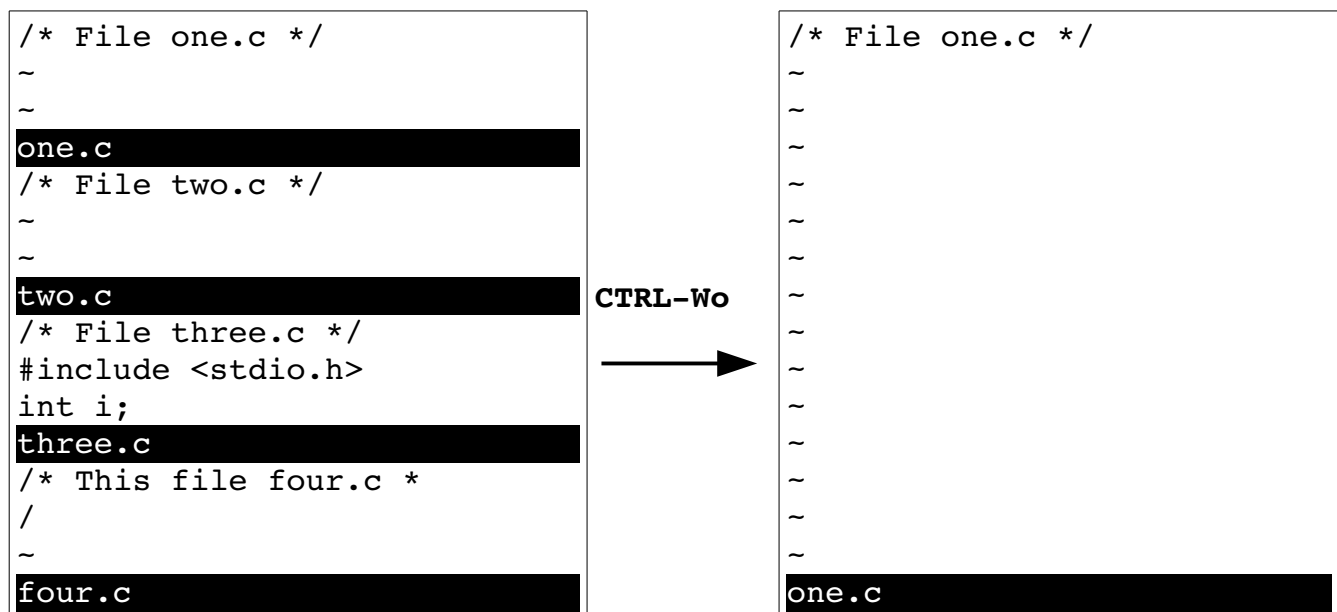 /* File one.c */
~
~
one.c
/* File two.c */
~
~
two.c
/* File three.c */
#include <stdio.h>
int i;
three.c
/* This file four.c *
/
~
four.c
CTRL-Wo
/* File one.c */
~
~
~
~
~
~
~
~
~
~
~
~
~
~
one.c